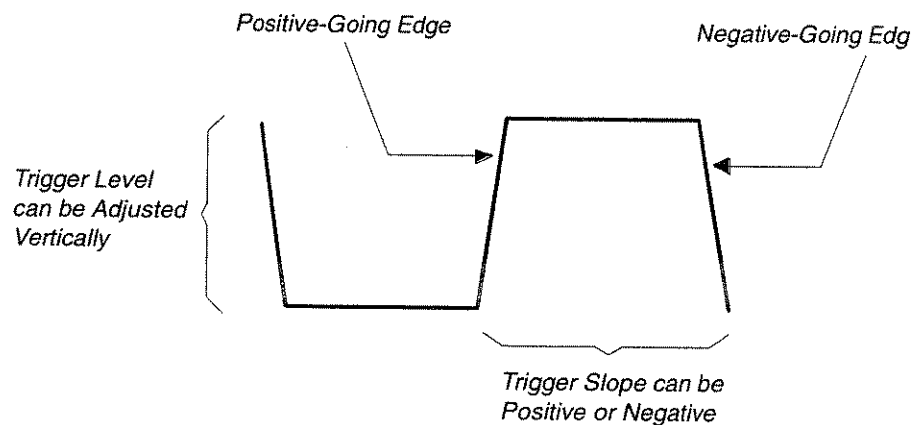 Positive-Going Edge
Negative-Going Edg
Trigger Level
can be Adjusted
Vertically
Trigger Slope can be
Positive or Negative